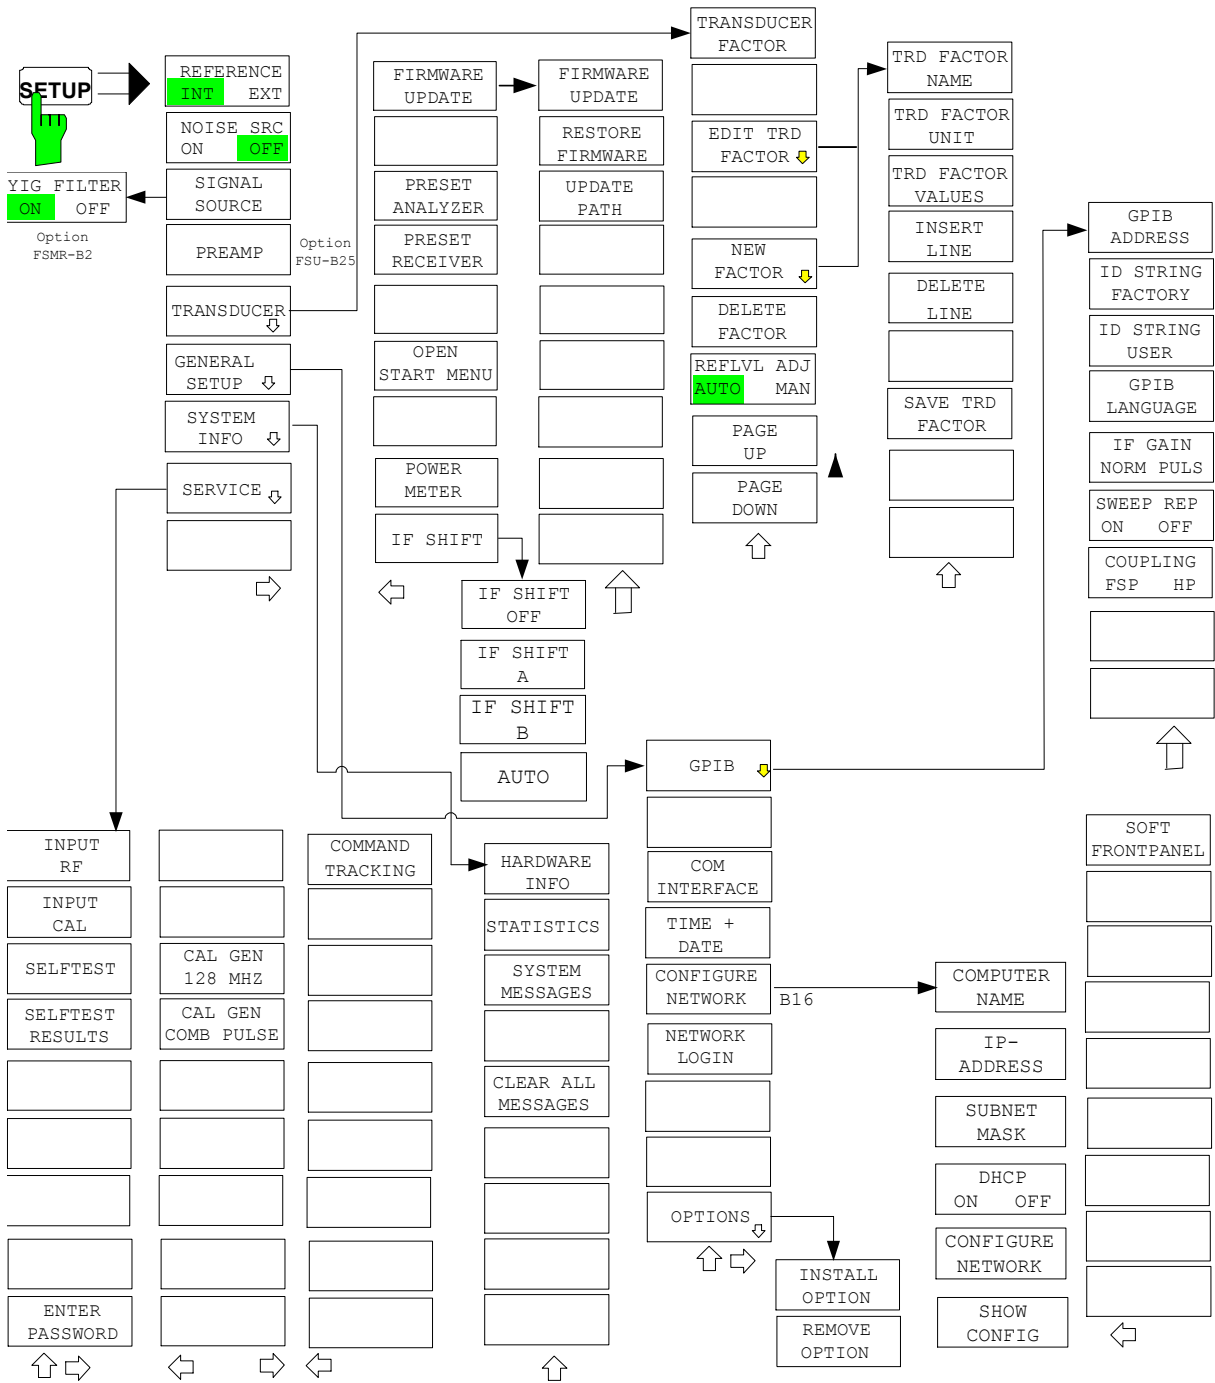 SETUP
REFERENCE
INT EXT
NOISE SRC
ON OFF
SIGNAL
SOURCE
YIG FILTER
ON OFF
Option
FSMR-B2
PREAMP
Option
FSU-B25
TRANSDUCER
GENERAL
SETUP
SYSTEM
INFO
SERVICE
FIRMWARE
UPDATE
PRESET
ANALYZER
PRESET
RECEIVER
OPEN
START MENU
POWER
METER
IF SHIFT
FIRMWARE
UPDATE
RESTORE
FIRMWARE
UPDATE
PATH
IF SHIFT
OFF
IF SHIFT
A
IF SHIFT
B
AUTO
TRANSDUCER
FACTOR
EDIT TRD
FACTOR
NEW
FACTOR
DELETE
FACTOR
REFLVL ADJ
AUTO MAN
PAGE
UP
PAGE
DOWN
TRD FACTOR
NAME
TRD FACTOR
UNIT
TRD FACTOR
VALUES
INSERT
LINE
DELETE
LINE
SAVE TRD
FACTOR
GPIB
ADDRESS
ID STRING
FACTORY
ID STRING
USER
GPIB
LANGUAGE
IF GAIN
NORM PULS
SWEEP REP
ON OFF
COUPLING
FSP HP
INPUT
RF
INPUT
CAL
SELFTEST
SELFTEST
RESULTS
ENTER
PASSWORD
CAL GEN
128 MHZ
CAL GEN
COMB PULSE
COMMAND
TRACKING
HARDWARE
INFO
STATISTICS
SYSTEM
MESSAGES
CLEAR ALL
MESSAGES
GPIB
COM
INTERFACE
TIME +
DATE
CONFIGURE
NETWORK
B16
NETWORK
LOGIN
OPTIONS
INSTALL
OPTION
REMOVE
OPTION
COMPUTER
NAME
IP-
ADDRESS
SUBNET
MASK
DHCP
ON OFF
CONFIGURE
NETWORK
SHOW
CONFIG
SOFT
FRONTPANEL